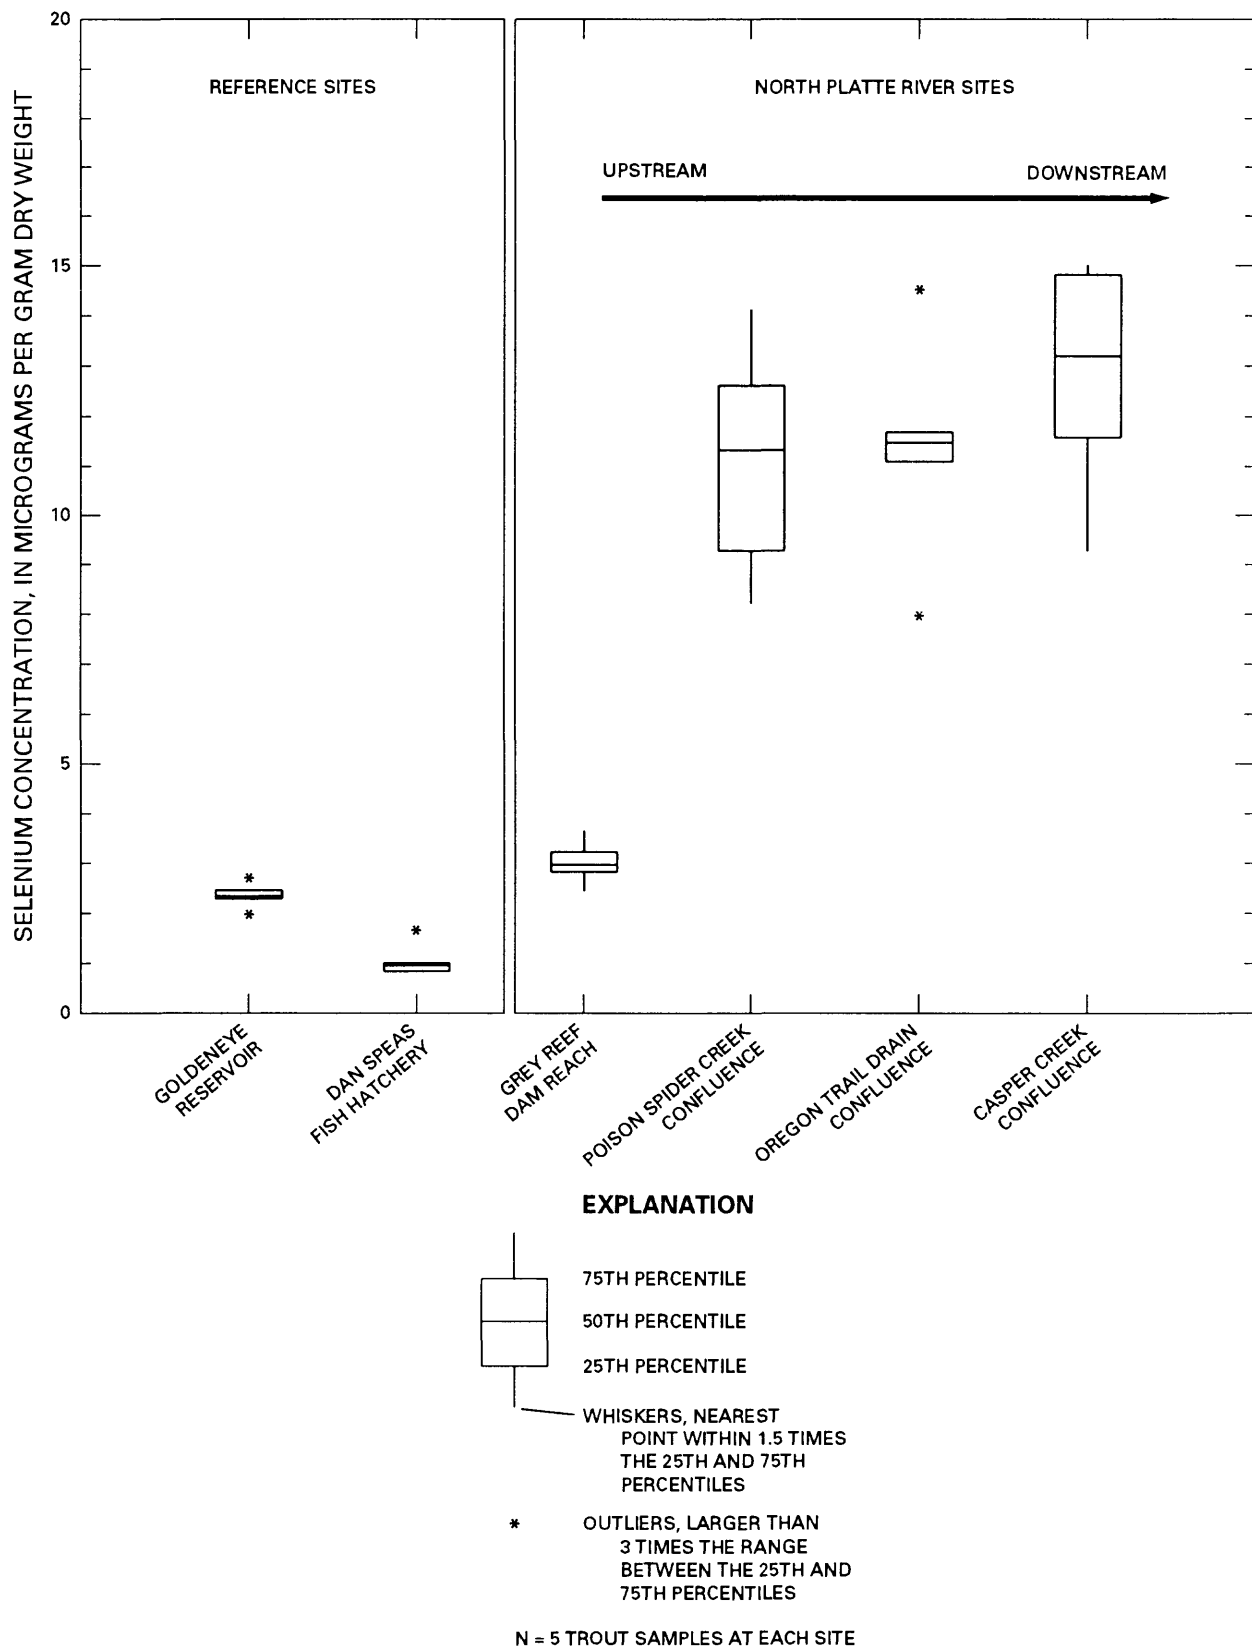 SELENIUM CONCENTRATION, IN MICROGRAMS PER GRAM DRY WEIGHT
20
15
10
5
0
REFERENCE SITES
NORTH PLATTE RIVER SITES
UPSTREAM
DOWNSTREAM
*
*
*
*
*
GOLDENEYE
RESERVOIR
DAN SPEAS
FISH HATCHERY
GREY REEF
DAM REACH
POISON SPIDER CREEK
CONFLUENCE
OREGON TRAIL DRAIN
CONFLUENCE
CASPER CREEK
CONFLUENCE
EXPLANATION
75TH PERCENTILE
50TH PERCENTILE
25TH PERCENTILE
WHISKERS, NEAREST
POINT WITHIN 1.5 TIMES
THE 25TH AND 75TH
PERCENTILES
* OUTLIERS, LARGER THAN
3 TIMES THE RANGE
BETWEEN THE 25TH AND
75TH PERCENTILES
N = 5 TROUT SAMPLES AT EACH SITE